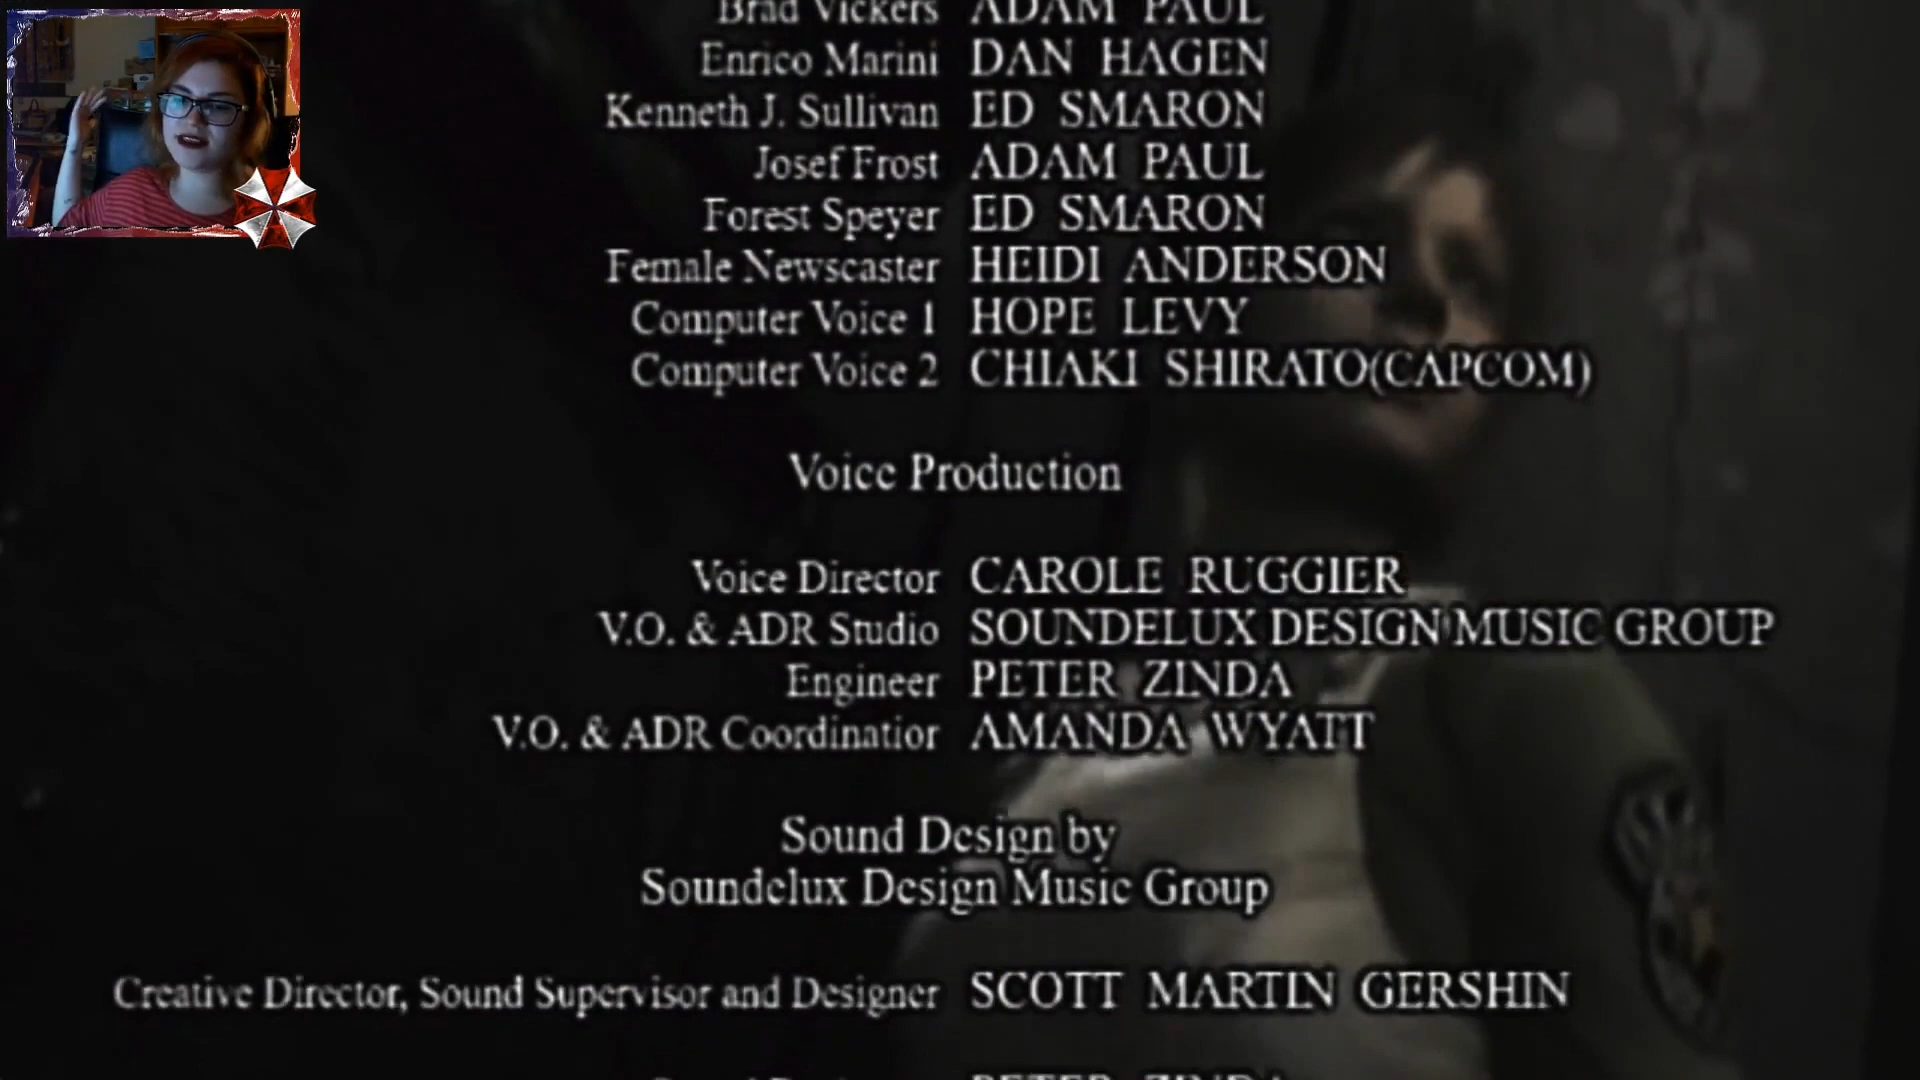 Brad Vickers ADAM PAUL
Enrico Marini DAN HAGEN
Kenneth J. Sullivan ED SMARON
Josef Frost ADAM PAUL
Forest Speyer ED SMARON
Female Newscaster HEIDI ANDERSON
Computer Voice 1 HOPE LEVY
Computer Voice 2 CHIAKI SHIRATO(CAPCOM)
Voice Production
Voice Director CAROLE RUGGIER
V.O. & ADR Studio SOUNDELUX DESIGN MUSIC GROUP
Engineer PETER ZINDA
V.O. & ADR Coordinatior AMANDA WYATT
Sound Design by
Soundelux Design Music Group
Creative Director, Sound Supervisor and Designer SCOTT MARTIN GERSHIN
PETER ZINDA